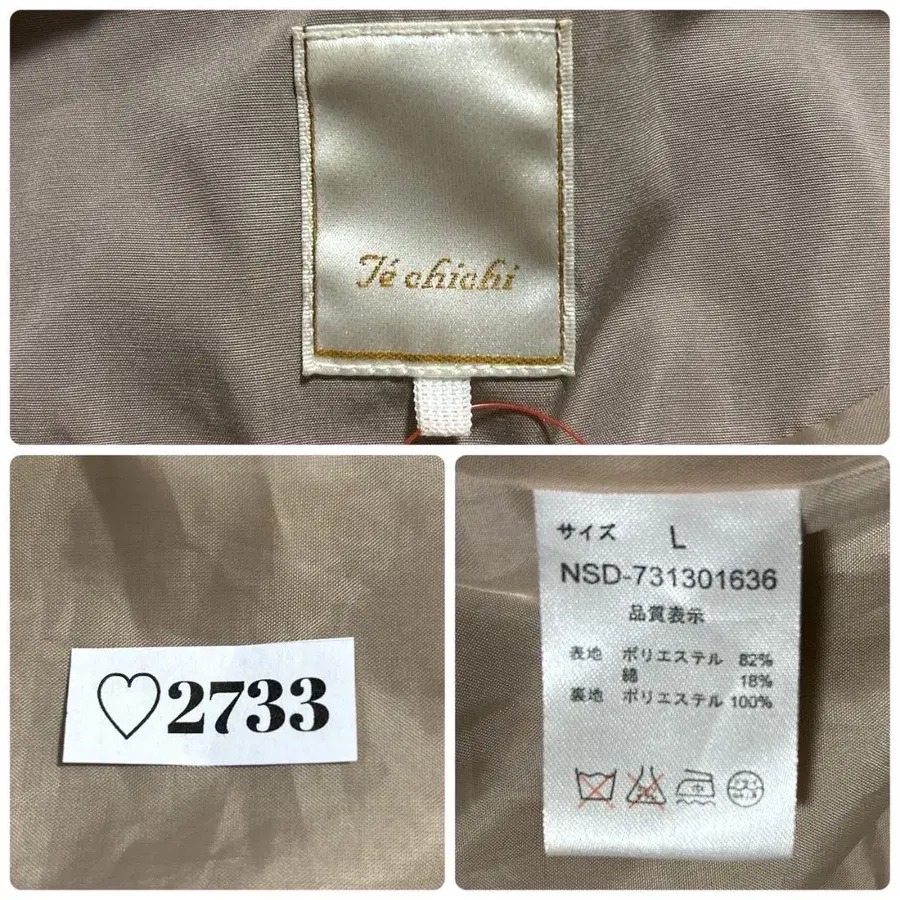 Té chichi
♡2733
サイズ L
NSD-731301636
品質表示
表地 ポリエステル 82%
綿 18%
裏地 ポリエステル 100%
中